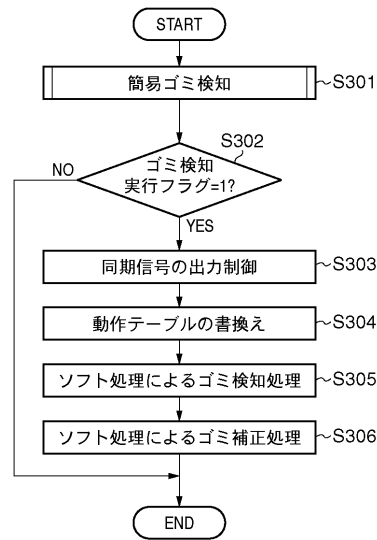 START
簡易ゴミ検知
S301
S302
ゴミ検知
実行フラグ=1?
NO
YES
同期信号の出力制御
S303
動作テーブルの書換え
S304
ソフト処理によるゴミ検知処理
S305
ソフト処理によるゴミ補正処理
S306
END